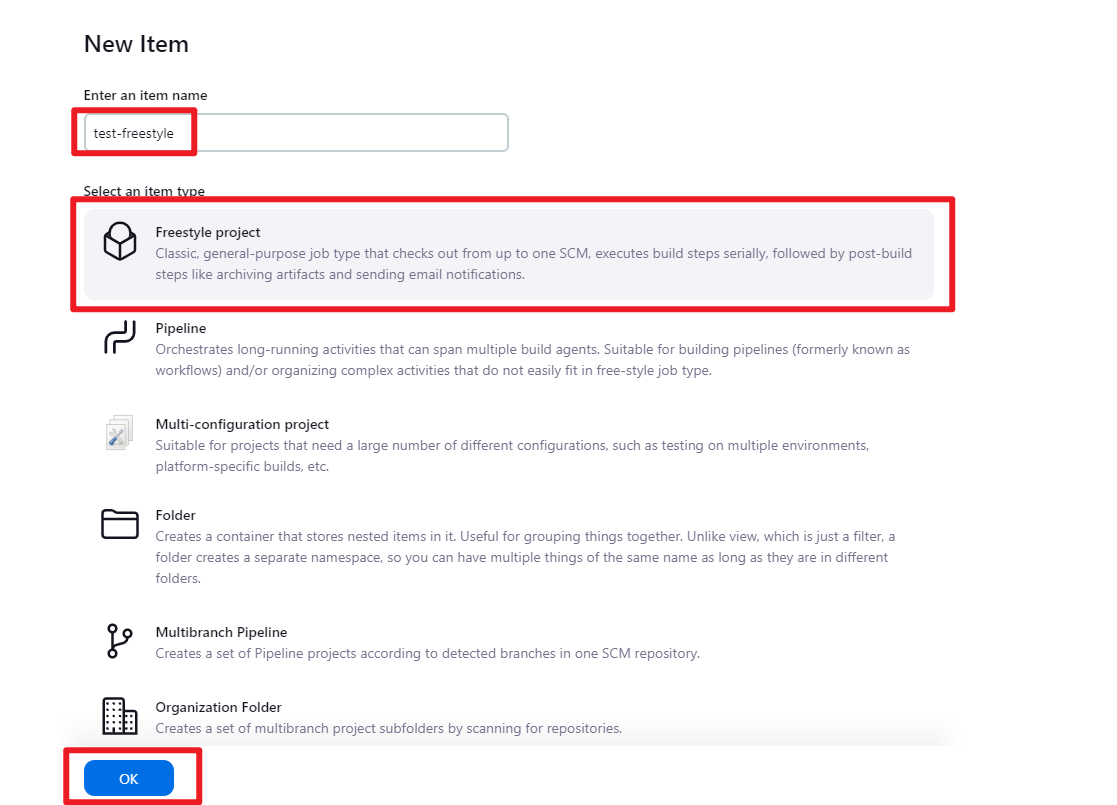 New Item
Enter an item name
test-freestyle
Select an item type
Freestyle project
Classic, general-purpose job type that checks out from up to one SCM, executes build steps serially, followed by post-build
steps like archiving artifacts and sending email notifications.
Pipeline
Orchestrates long-running activities that can span multiple build agents. Suitable for building pipelines (formerly known as
workflows) and/or organizing complex activities that do not easily fit in free-style job type.
Multi-configuration project
Suitable for projects that need a large number of different configurations, such as testing on multiple environments,
platform-specific builds, etc.
Folder
Creates a container that stores nested items in it. Useful for grouping things together. Unlike view, which is just a filter, a
folder creates a separate namespace, so you can have multiple things of the same name as long as they are in different
folders.
Multibranch Pipeline
Creates a set of Pipeline projects according to detected branches in one SCM repository.
Organization Folder
Creates a set of multibranch project subfolders by scanning for repositories.
OK